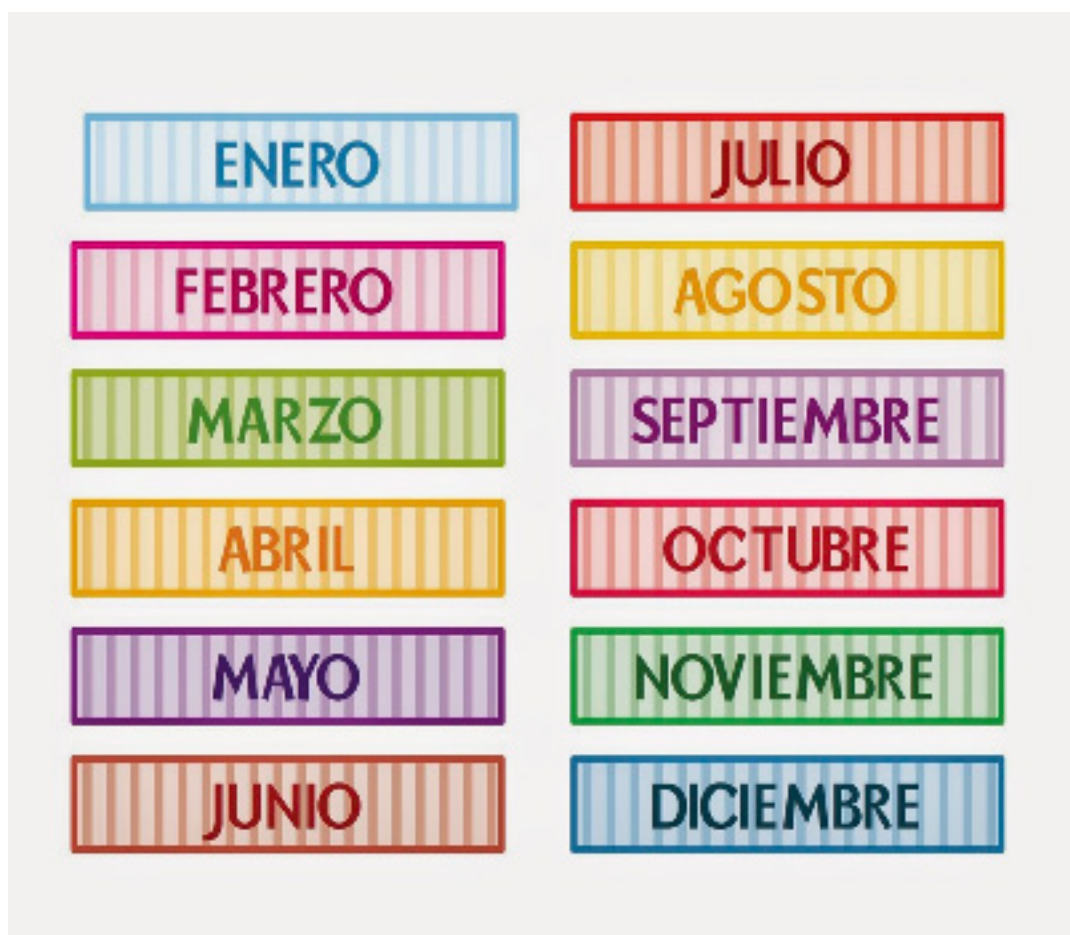 ENERO
FEBRERO
MARZO
ABRIL
MAYO
JUNIO
JULIO
AGOSTO
SEPTIEMBRE
OCTUBRE
NOVIEMBRE
DICIEMBRE